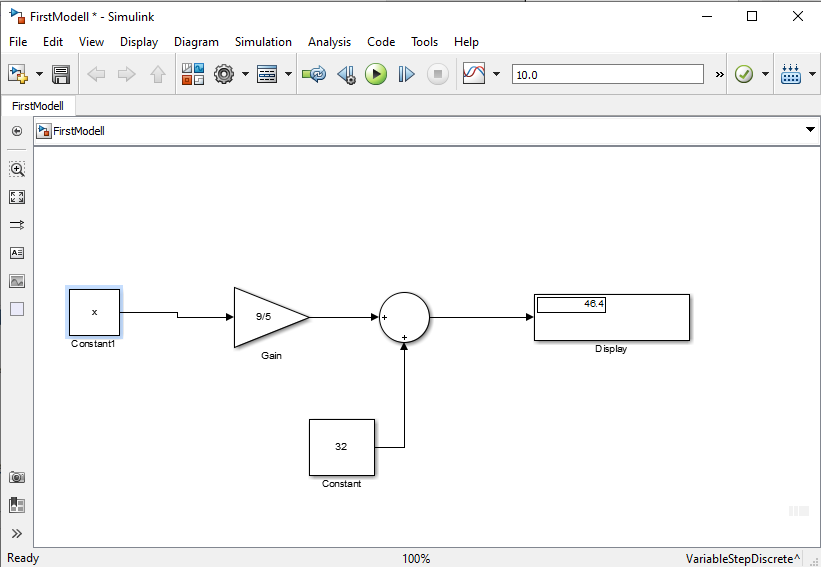 FirstModell * - Simulink
File Edit View Display Diagram Simulation Analysis Code Tools Help
10.0 »
FirstModell
FirstModell
x
Constant1
9/5
Gain
+
+
46.4
Display
32
Constant
Ready 100% VariableStepDiscrete^